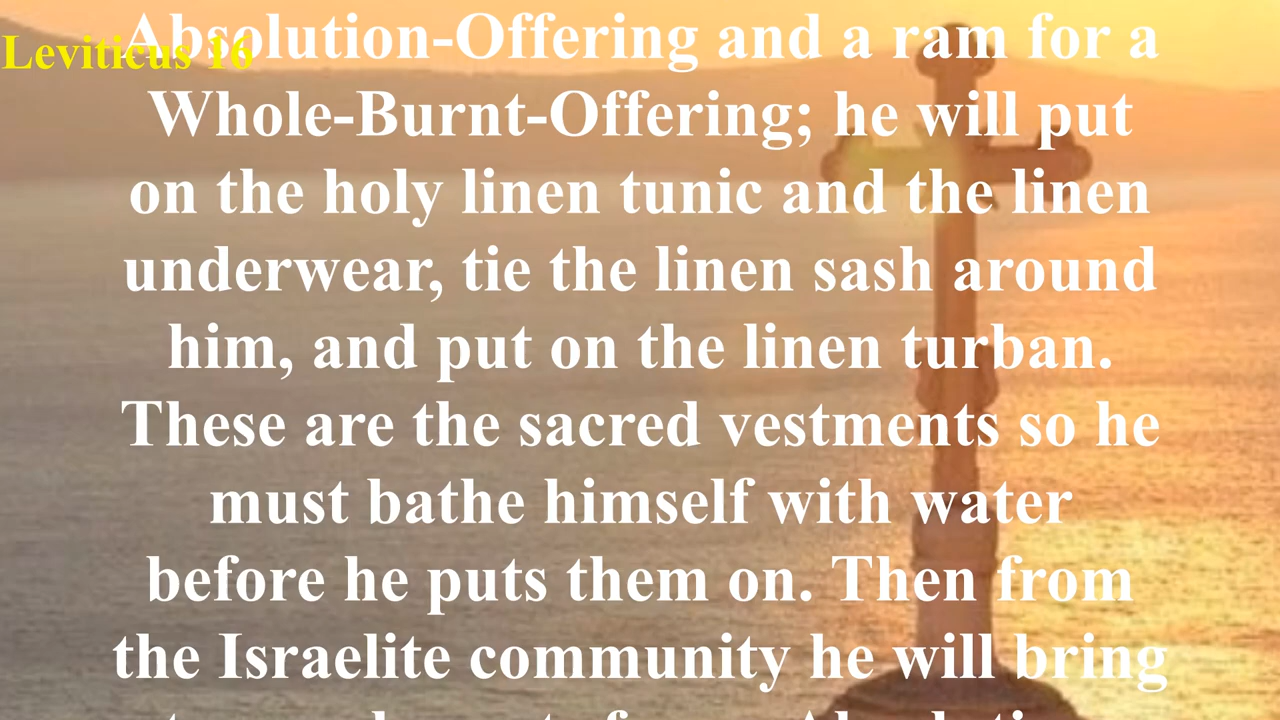 Leviticus 16
Absolution-Offering and a ram for a
Whole-Burnt-Offering; he will put
on the holy linen tunic and the linen
underwear, tie the linen sash around
him, and put on the linen turban.
These are the sacred vestments so he
must bathe himself with water
before he puts them on. Then from
the Israelite community he will bring